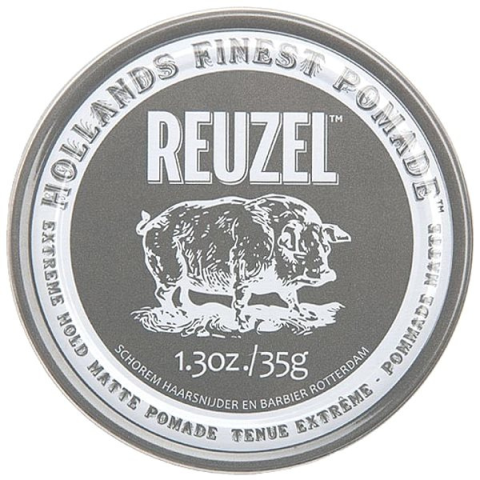 HOLLANDS FINEST POMADE™
REUZEL™
1.3oz./35g
SCHOREM HAARSNIJDER EN BARBIER ROTTERDAM
EXTREME HOLD MATTE POMADE TENUE EXTRÊME - POMMADE MATTE